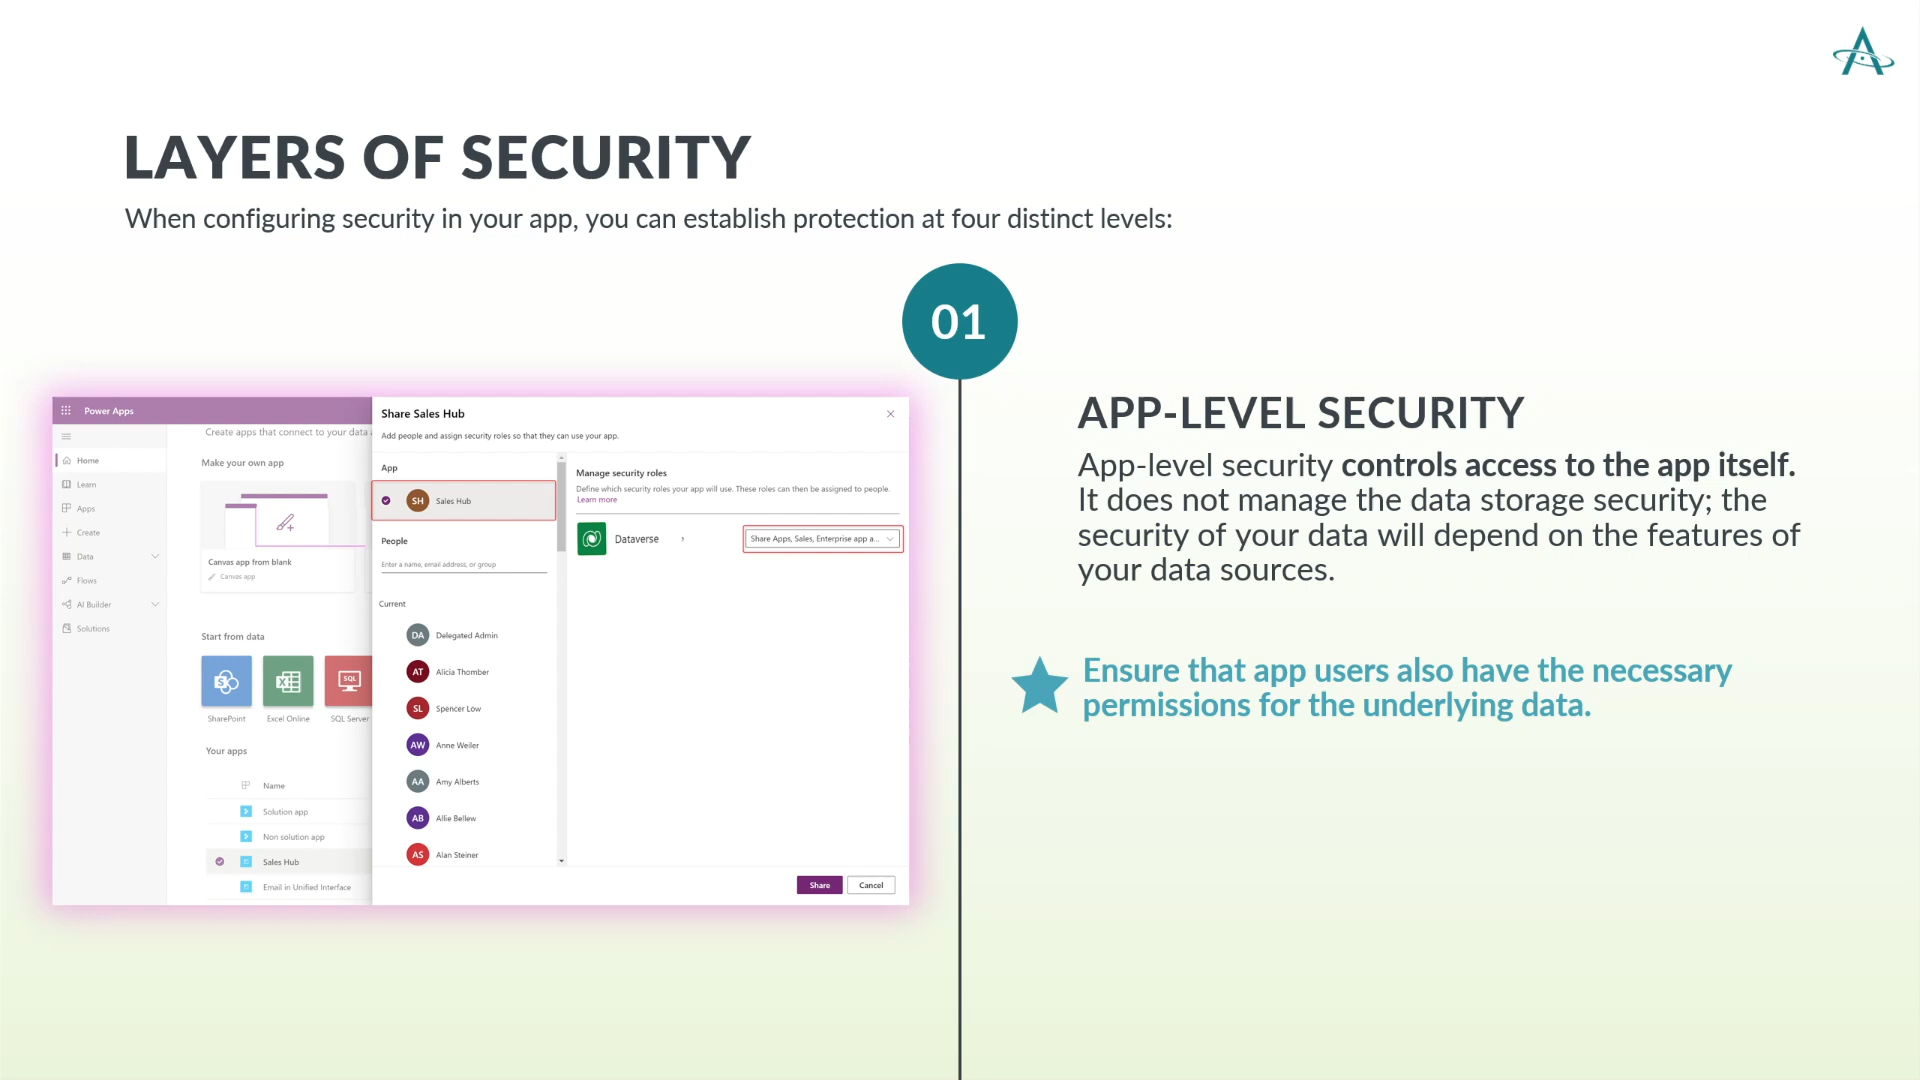 LAYERS OF SECURITY
When configuring security in your app, you can establish protection at four distinct levels:
01
Power Apps
Home
Learn
Apps
Create
Data
Flows
AI Builder
Solutions
Create apps that connect to your data
Make your own app
Canvas app from blank
Canvas app
Start from data
SQL
SharePoint
Excel Online
SQL Server
Your apps
Name
Solution app
Non solution app
Sales Hub
Email in Unified Interface
Share Sales Hub
Add people and assign security roles so that they can use your app.
App
SH Sales Hub
People
Enter a name, email address, or group
Current
DA Delegated Admin
AT Alicia Thomber
SL Spencer Low
AW Anne Weiler
AA Amy Alberts
AB Allie Bellew
AS Alan Steiner
Manage security roles
Define which security roles your app will use. These roles can then be assigned to people.
Learn more
Dataverse
Share Apps, Sales, Enterprise app a...
Share
Cancel
APP-LEVEL SECURITY
App-level security controls access to the app itself.
It does not manage the data storage security; the
security of your data will depend on the features of
your data sources.
Ensure that app users also have the necessary
permissions for the underlying data.